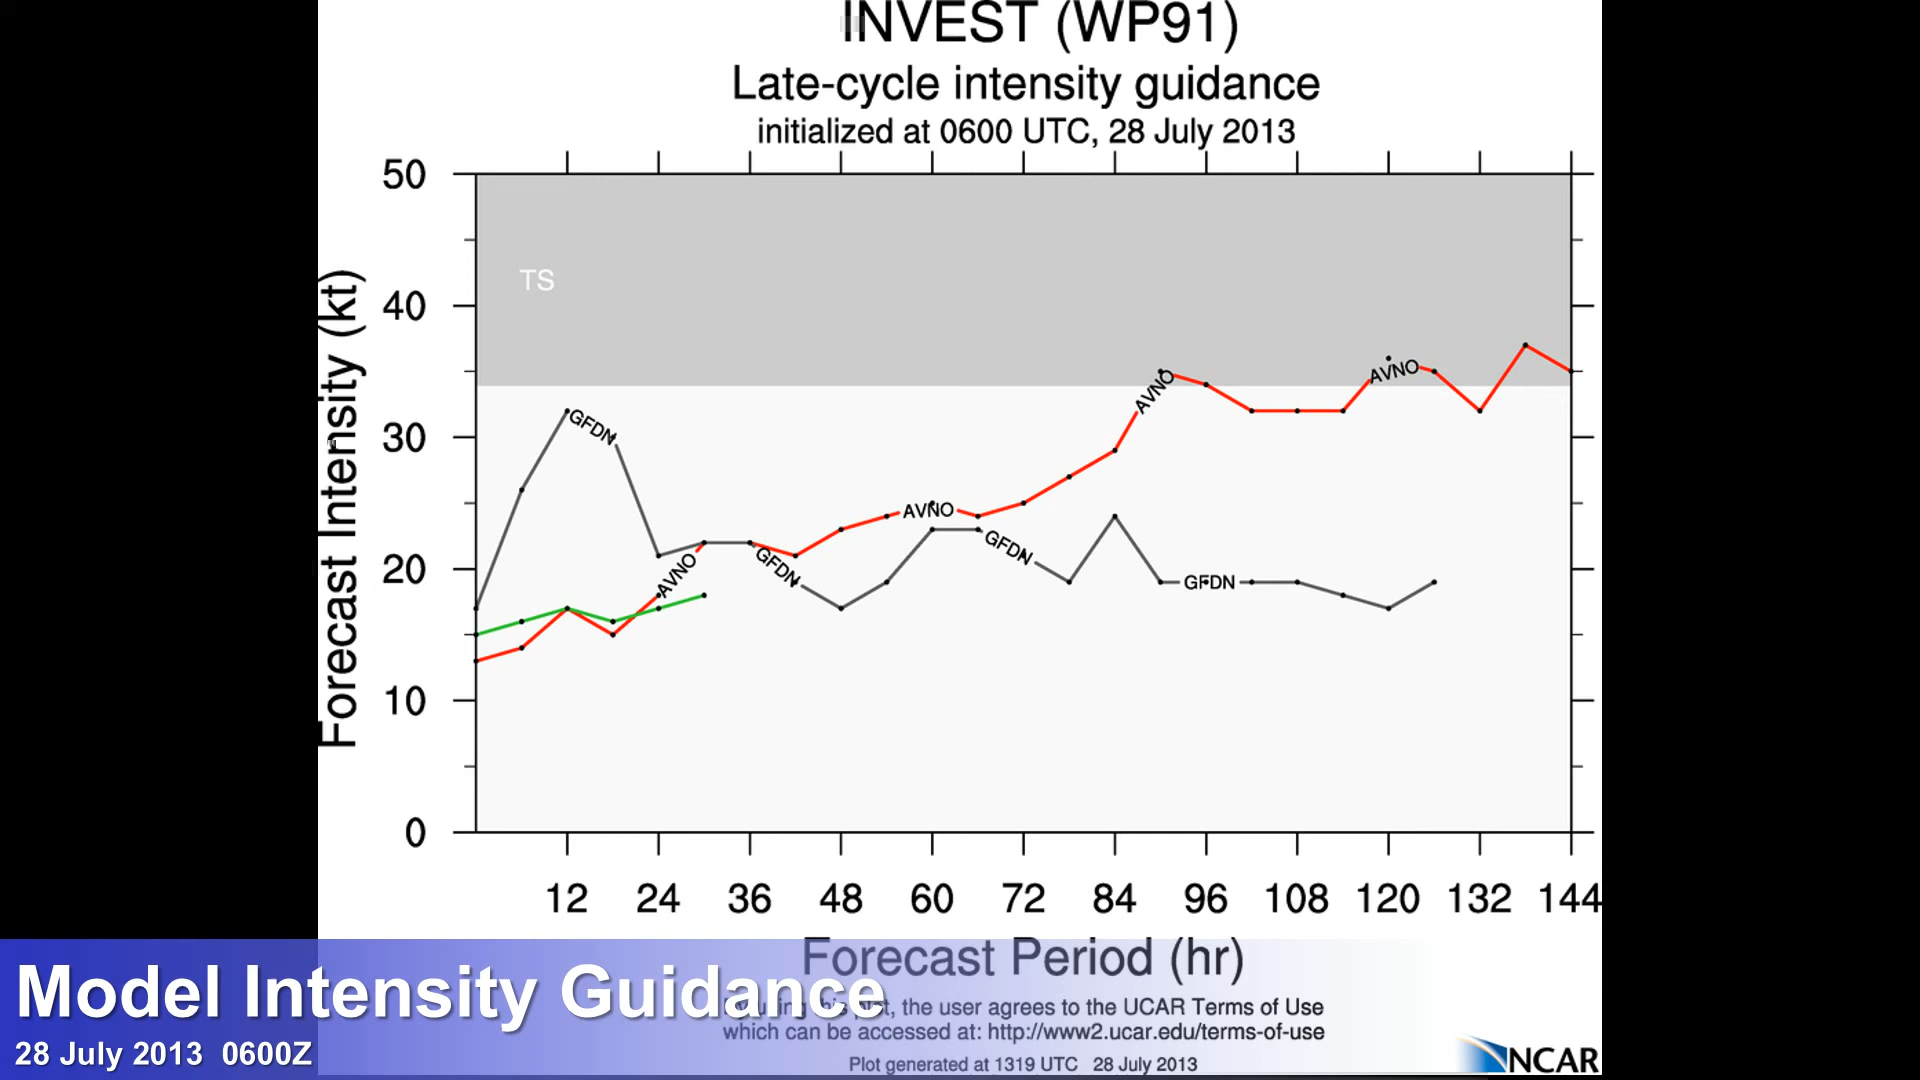 INVEST (WP91)
Late-cycle intensity guidance
initialized at 0600 UTC, 28 July 2013
50
40
30
20
10
0
Forecast Intensity (kt)
TS
GFDN
AVNO
GFDN
AVNO
GFDN
AVNO
GFDN
AVNO
12 24 36 48 60 72 84 96 108 120 132 144
Forecast Period (hr)
Model Intensity Guidance
28 July 2013 0600Z
the user agrees to the UCAR Terms of Use
which can be accessed at: http://www2.ucar.edu/terms-of-use
Plot generated at 1319 UTC 28 July 2013
NCAR